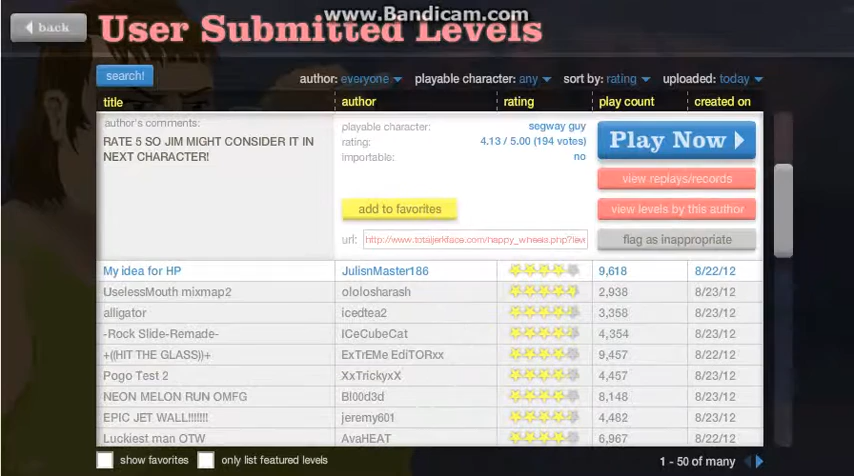 www.Bandicam.com
back
User Submitted Levels
search!
author: everyone playable character: any sort by: rating uploaded: today
title author rating play count created on
author's comments:
RATE 5 SO JIM MIGHT CONSIDER IT IN
NEXT CHARACTER!
playable character: segway guy
rating: 4.13 / 5.00 (194 votes)
importable: no
add to favorites
url: http://www.totaljerkface.com/happy_wheels.php?leve
Play Now
view replays/records
view levels by this author
flag as inappropriate
My idea for HP JulisnMaster186 9,618 8/22/12
UselessMouth mixmap2 ololosharash 2,938 8/23/12
alligator icedtea2 3,358 8/23/12
-Rock Slide-Remade- ICeCubeCat 4,354 8/23/12
+((HIT THE GLASS))+ ExTrEMe EdiTORxx 9,457 8/22/12
Pogo Test 2 XxTrickyxX 4,457 8/23/12
NEON MELON RUN OMFG Bl00d3d 8,148 8/23/12
EPIC JET WALL!!!!!!! jeremy601 4,482 8/23/12
Luckiest man OTW AvaHEAT 6,967 8/22/12
show favorites only list featured levels 1 - 50 of many